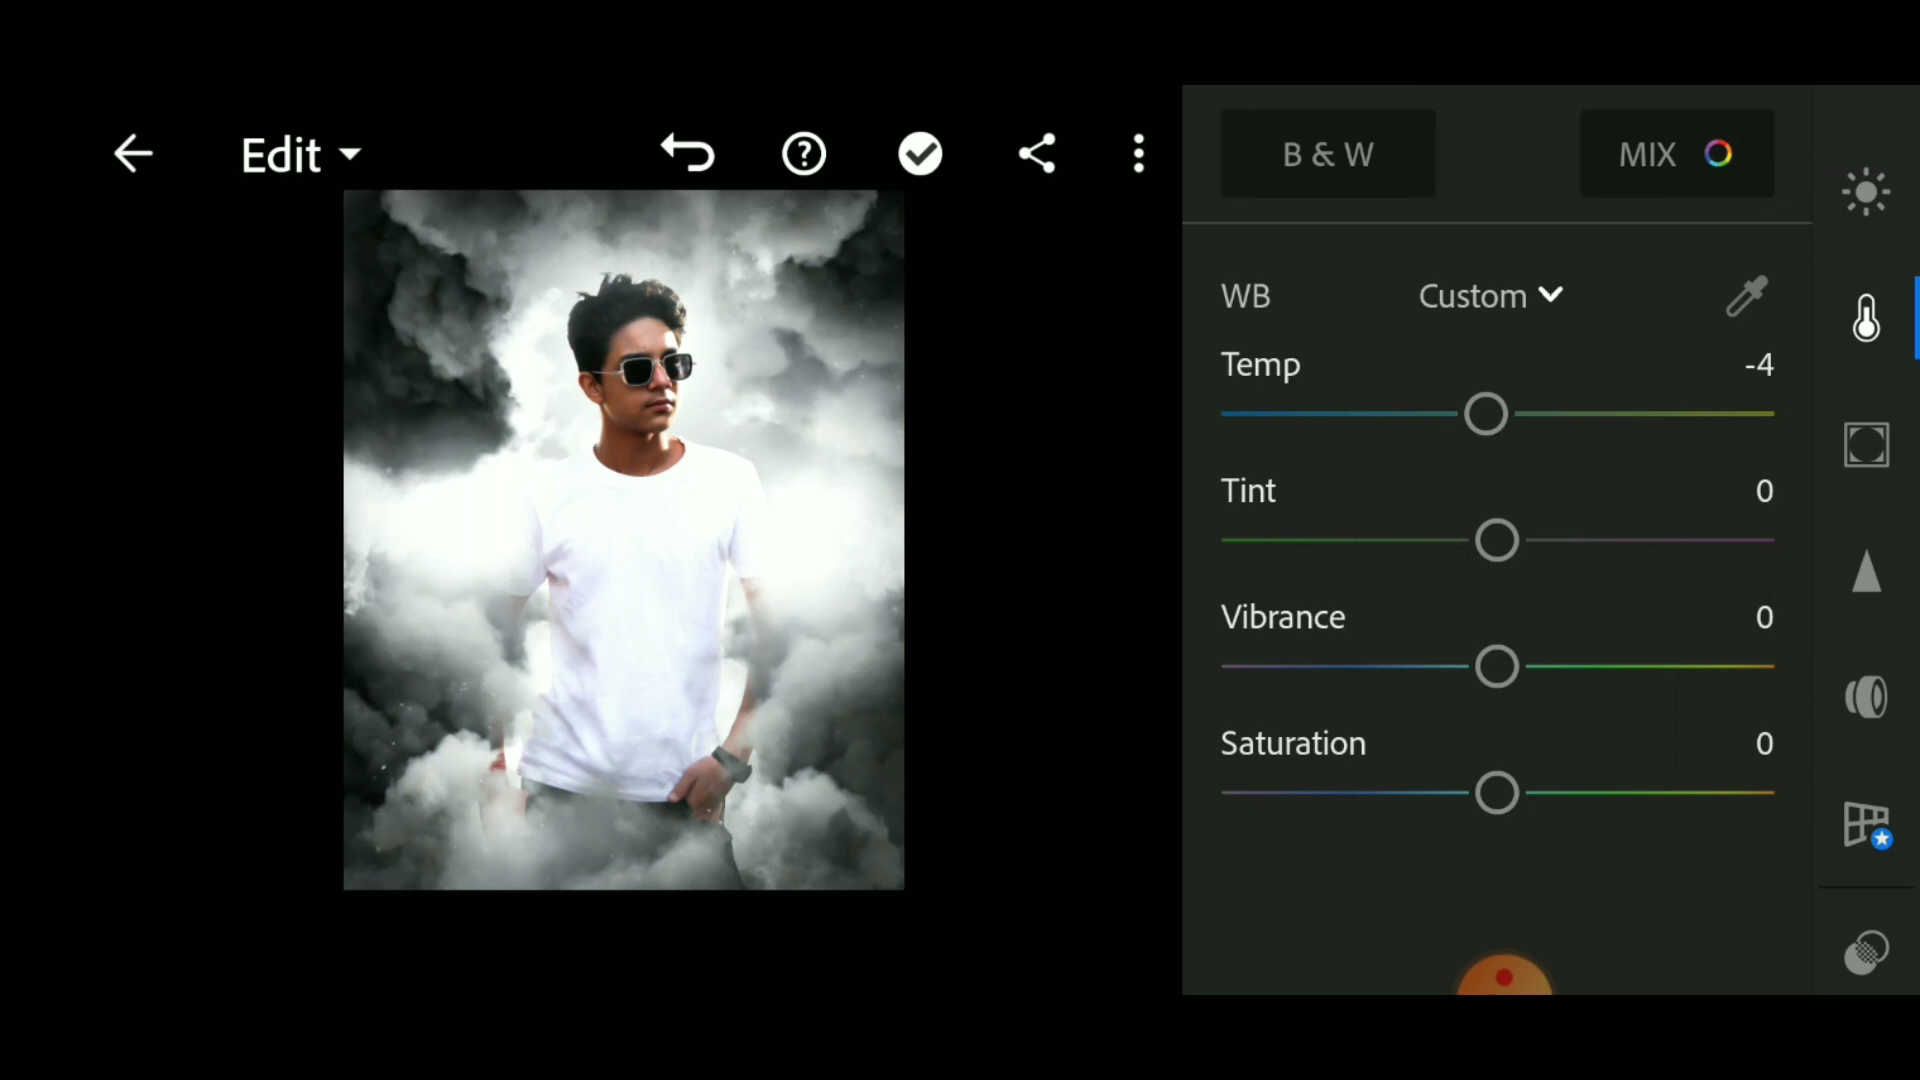 Edit
B & W
MIX
WB Custom
Temp -4
Tint 0
Vibrance 0
Saturation 0